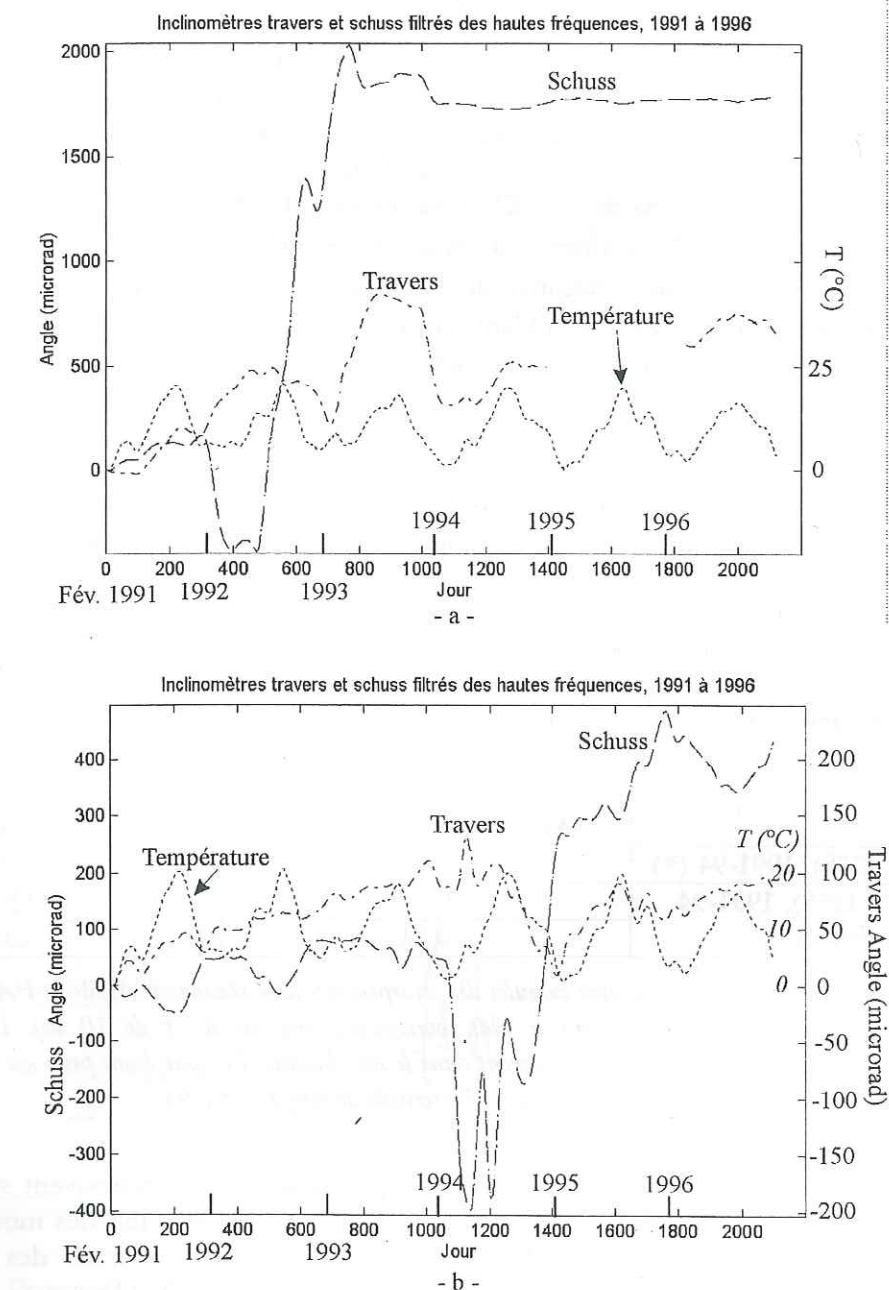 Inclinomètres travers et schuss filtrés des hautes fréquences, 1991 à 1996
2000
1500
1000
500
0
Angle (microrad)
Schuss
Travers
Température
T (°C)
25
0
1994
1995
1996
0 200 400 600 800 1000 1200 1400 1600 1800 2000
Fév. 1991
1992
1993
Jour
- a -
Inclinomètres travers et schuss filtrés des hautes fréquences, 1991 à 1996
400
300
200
100
0
-100
-200
-300
-400
Schuss Angle (microrad)
Schuss
Travers
Température
T (°C)
20
10
0
200
150
100
50
0
-50
-100
-150
-200
Travers Angle (microrad)
1994
1995
1996
0 200 400 600 800 1000 1200 1400 1600 1800 2000
Fév. 1991
1992
1993
Jour
- b -